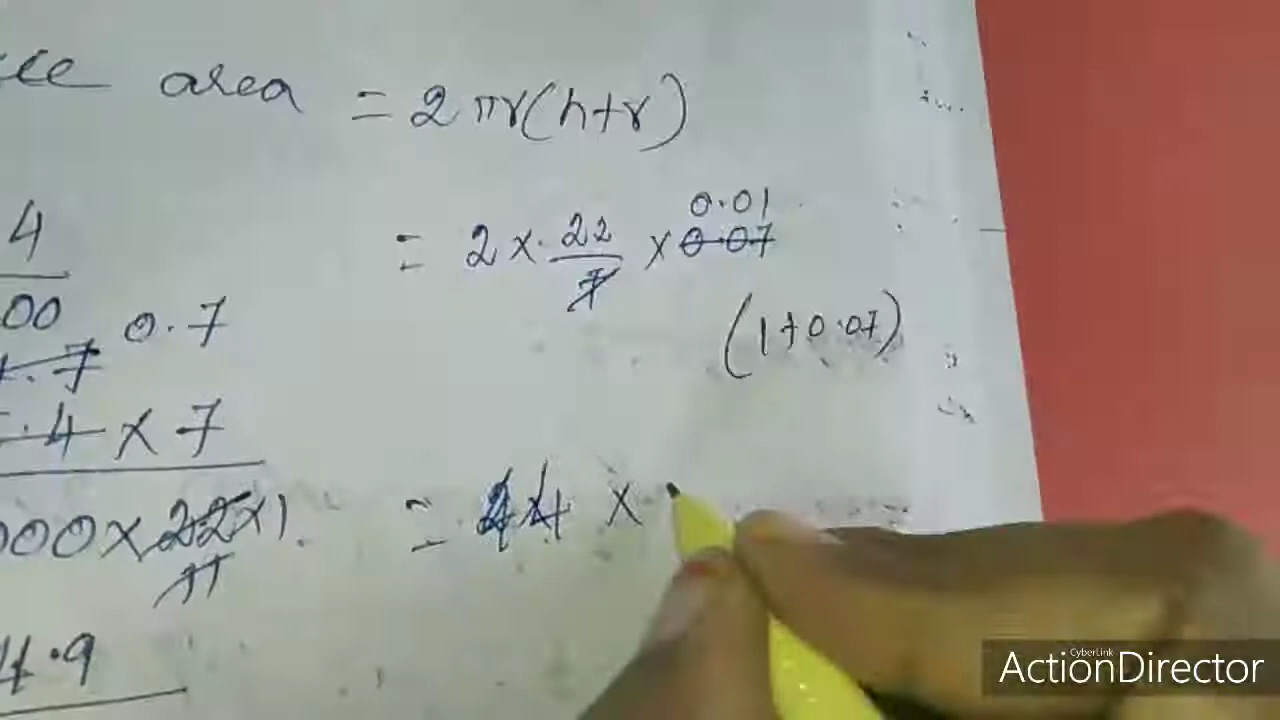 area = 2πr(h+r)
4
00 = 2 × 22/7 × 0.07 0.01
0.7 (1+0.07)
.7
.4 × 7
000×22×1 = 44 ×
11
4.9
CyberLink
ActionDirector